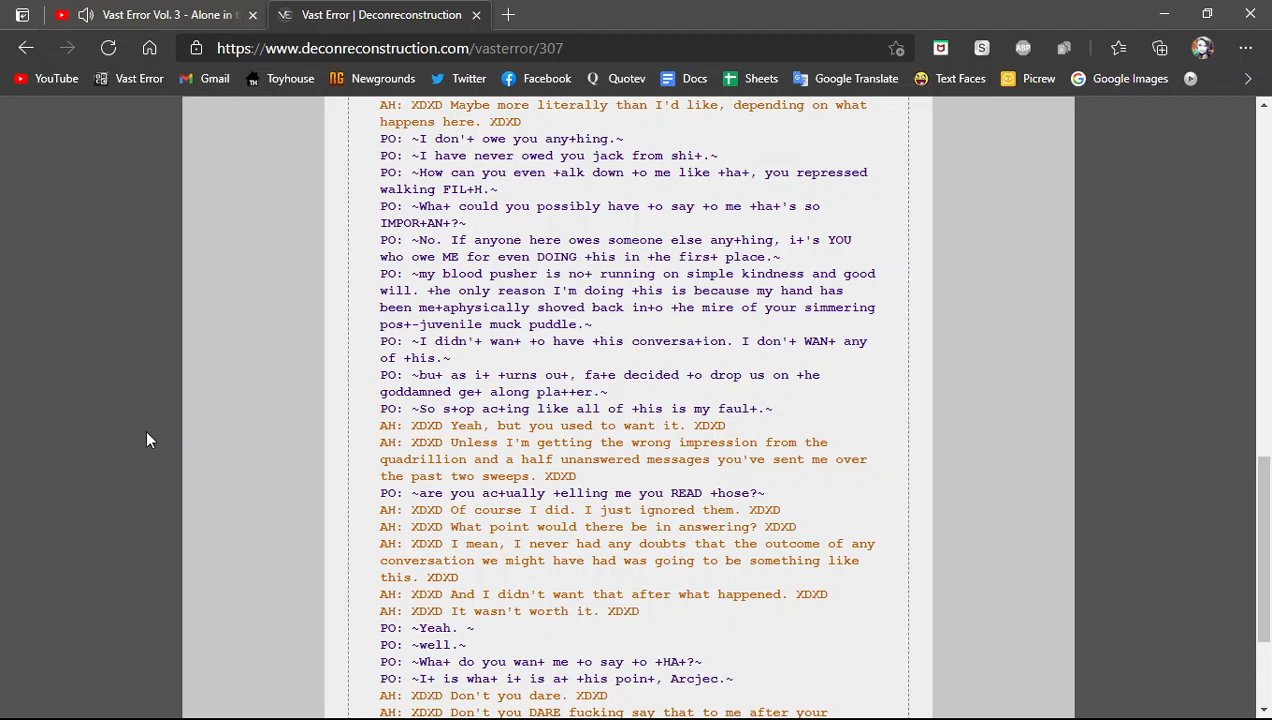 Vast Error Vol. 3 - Alone in t
Vast Error | Deconreconstruction
https://www.deconreconstruction.com/vasterror/307
YouTube Vast Error Gmail Toyhouse Newgrounds Twitter Facebook Quotev Docs Sheets Google Translate Text Faces Picrew Google Images
AH: XDXD Maybe more literally than I'd like, depending on what
happens here. XDXD
PO: ~I don'+ owe you any+hing.~
PO: ~I have never owed you jack from shi+.~
PO: ~How can you even +alk down +o me like +ha+, you repressed
walking FIL+H.~
PO: ~Wha+ could you possibly have +o say +o me +ha+'s so
IMPOR+AN+?~
PO: ~No. If anyone here owes someone else any+hing, i+'s YOU
who owe ME for even DOING +his in +he firs+ place.~
PO: ~my blood pusher is no+ running on simple kindness and good
will. +he only reason I'm doing +his is because my hand has
been me+aphysically shoved back in+o +he mire of your simmering
pos+-juvenile muck puddle.~
PO: ~I didn'+ wan+ +o have +his conversa+ion. I don'+ WAN+ any
of +his.~
PO: ~bu+ as i+ +urns ou+, fa+e decided +o drop us on +he
goddamned ge+ along pla++er.~
PO: ~So s+op ac+ing like all of +his is my faul+.~
AH: XDXD Yeah, but you used to want it. XDXD
AH: XDXD Unless I'm getting the wrong impression from the
quadrillion and a half unanswered messages you've sent me over
the past two sweeps. XDXD
PO: ~are you ac+ually +elling me you READ +hose?~
AH: XDXD Of course I did. I just ignored them. XDXD
AH: XDXD What point would there be in answering? XDXD
AH: XDXD I mean, I never had any doubts that the outcome of any
conversation we might have had was going to be something like
this. XDXD
AH: XDXD And I didn't want that after what happened. XDXD
AH: XDXD It wasn't worth it. XDXD
PO: ~Yeah. ~
PO: ~well.~
PO: ~Wha+ do you wan+ me +o say +o +HA+?~
PO: ~I+ is wha+ i+ is a+ +his poin+, Arcjec.~
AH: XDXD Don't you dare. XDXD
AH: XDXD Don't you DARE fucking say that to me after your